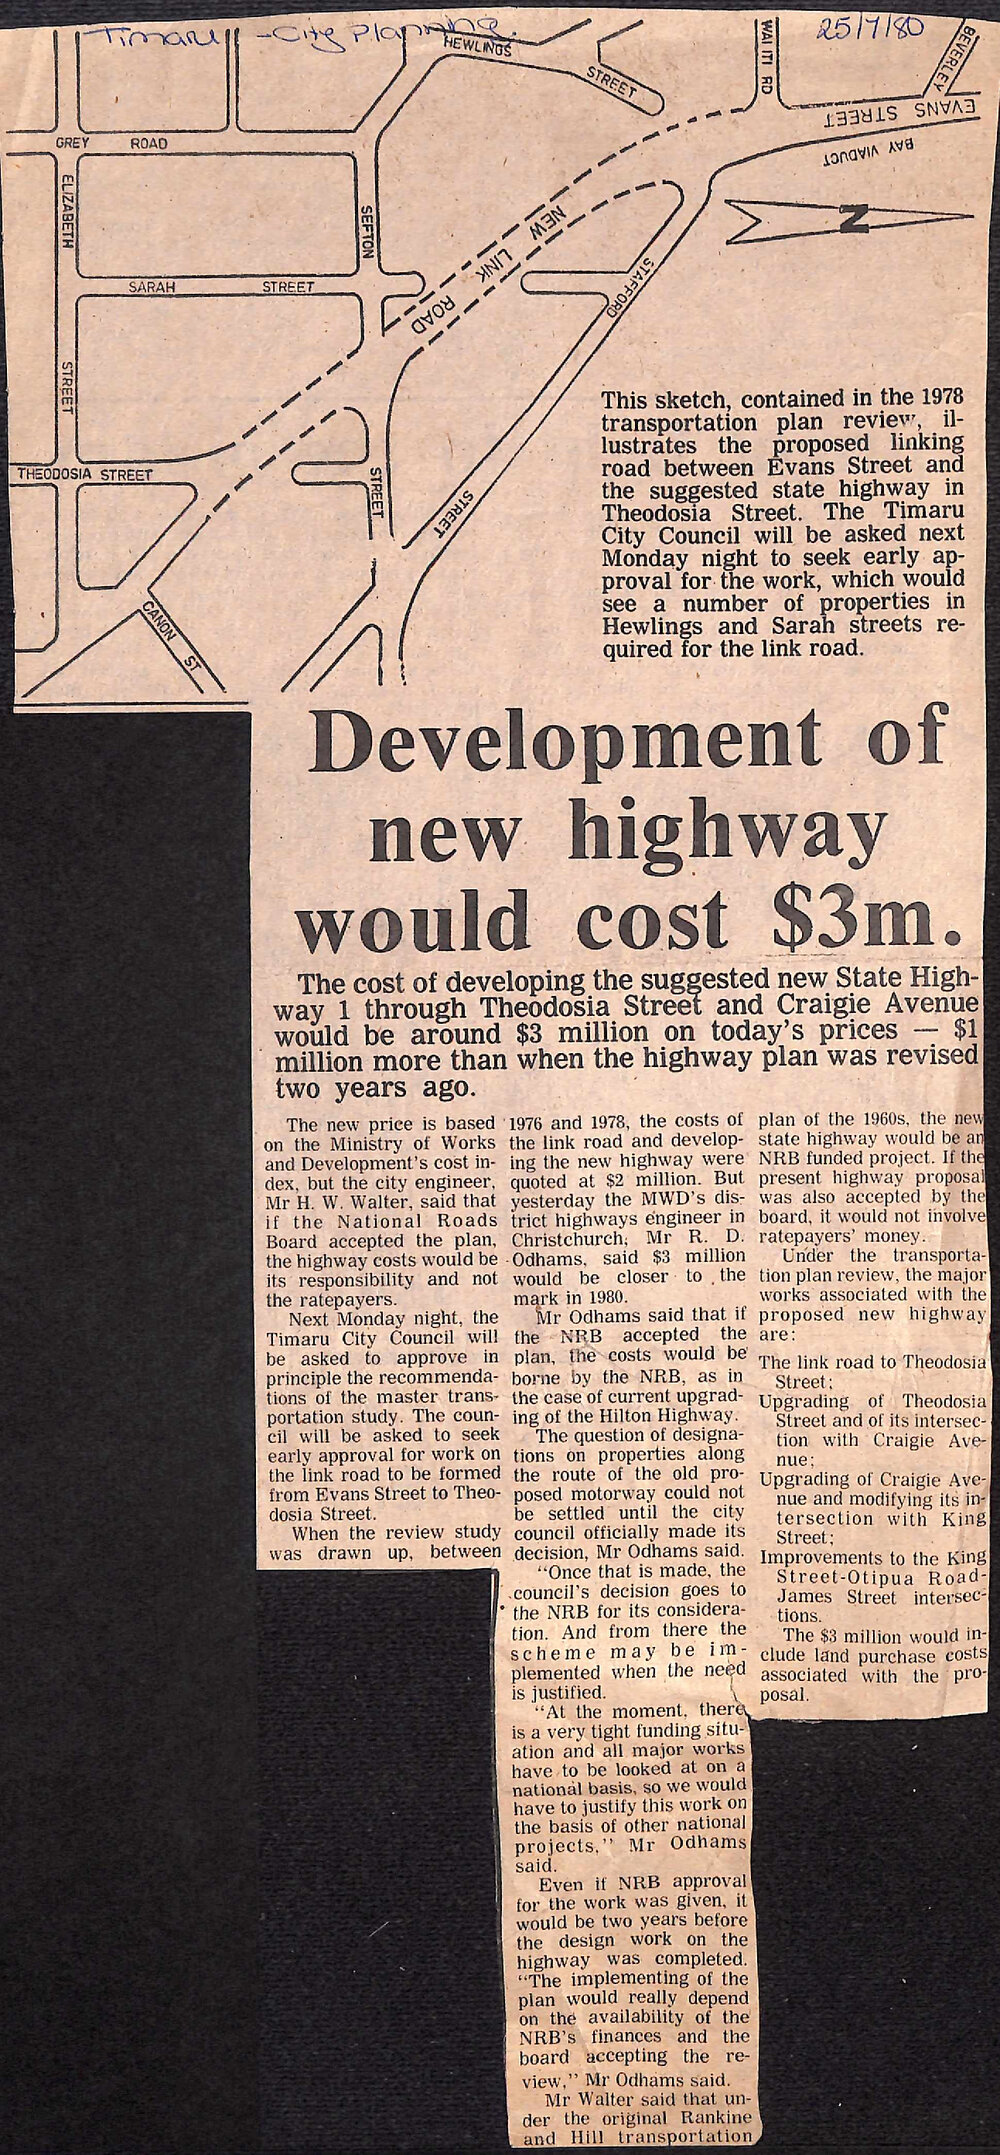 Timaru - City Planning.
25/7/80
HEWLINGS
STREET
WAI ITI RD
BEVERLEY
EVANS STREET
BAY VIADUCT
GREY ROAD
ELIZABETH
SEFTON
N
NEW
LINK
ROAD
SARAH STREET
STAFFORD
STREET
THEODOSIA STREET
STREET
STREET
CANON ST
This sketch, contained in the 1978
transportation plan review, il-
lustrates the proposed linking
road between Evans Street and
the suggested state highway in
Theodosia Street. The Timaru
City Council will be asked next
Monday night to seek early ap-
proval for the work, which would
see a number of properties in
Hewlings and Sarah streets re-
quired for the link road.
Development of
new highway
would cost $3m.
The cost of developing the suggested new State High-
way 1 through Theodosia Street and Craigie Avenue
would be around $3 million on today's prices — $1
million more than when the highway plan was revised
two years ago.
The new price is based
on the Ministry of Works
and Development's cost in-
dex, but the city engineer,
Mr H. W. Walter, said that
if the National Roads
Board accepted the plan,
the highway costs would be
its responsibility and not
the ratepayers.
Next Monday night, the
Timaru City Council will
be asked to approve in
principle the recommenda-
tions of the master trans-
portation study. The coun-
cil will be asked to seek
early approval for work on
the link road to be formed
from Evans Street to Theo-
dosia Street.
When the review study
was drawn up, between
1976 and 1978, the costs of
the link road and develop-
ing the new highway were
quoted at $2 million. But
yesterday the MWD's dis-
trict highways engineer in
Christchurch, Mr R. D.
Odhams, said $3 million
would be closer to the
mark in 1980.
Mr Odhams said that if
the NRB accepted the
plan, the costs would be
borne by the NRB, as in
the case of current upgrad-
ing of the Hilton Highway.
The question of designa-
tions on properties along
the route of the old pro-
posed motorway could not
be settled until the city
council officially made its
decision, Mr Odhams said.
"Once that is made, the
council's decision goes to
the NRB for its considera-
tion. And from there the
scheme may be im-
plemented when the need
is justified.
"At the moment, there
is a very tight funding situ-
ation and all major works
have to be looked at on a
national basis, so we would
have to justify this work on
the basis of other national
projects," Mr Odhams
said.
Even if NRB approval
for the work was given, it
would be two years before
the design work on the
highway was completed.
"The implementing of the
plan would really depend
on the availability of the
NRB's finances and the
board accepting the re-
view," Mr Odhams said.
Mr Walter said that un-
der the original Rankine
and Hill transportation
plan of the 1960s, the new
state highway would be an
NRB funded project. If the
present highway proposal
was also accepted by the
board, it would not involve
ratepayers' money.
Under the transporta-
tion plan review, the major
works associated with the
proposed new highway
are:
The link road to Theodosia
Street;
Upgrading of Theodosia
Street and of its intersec-
tion with Craigie Ave-
nue;
Upgrading of Craigie Ave-
nue and modifying its in-
tersection with King
Street;
Improvements to the King
Street-Otipua Road-
James Street intersec-
tions.
The $3 million would in-
clude land purchase costs
associated with the pro-
posal.